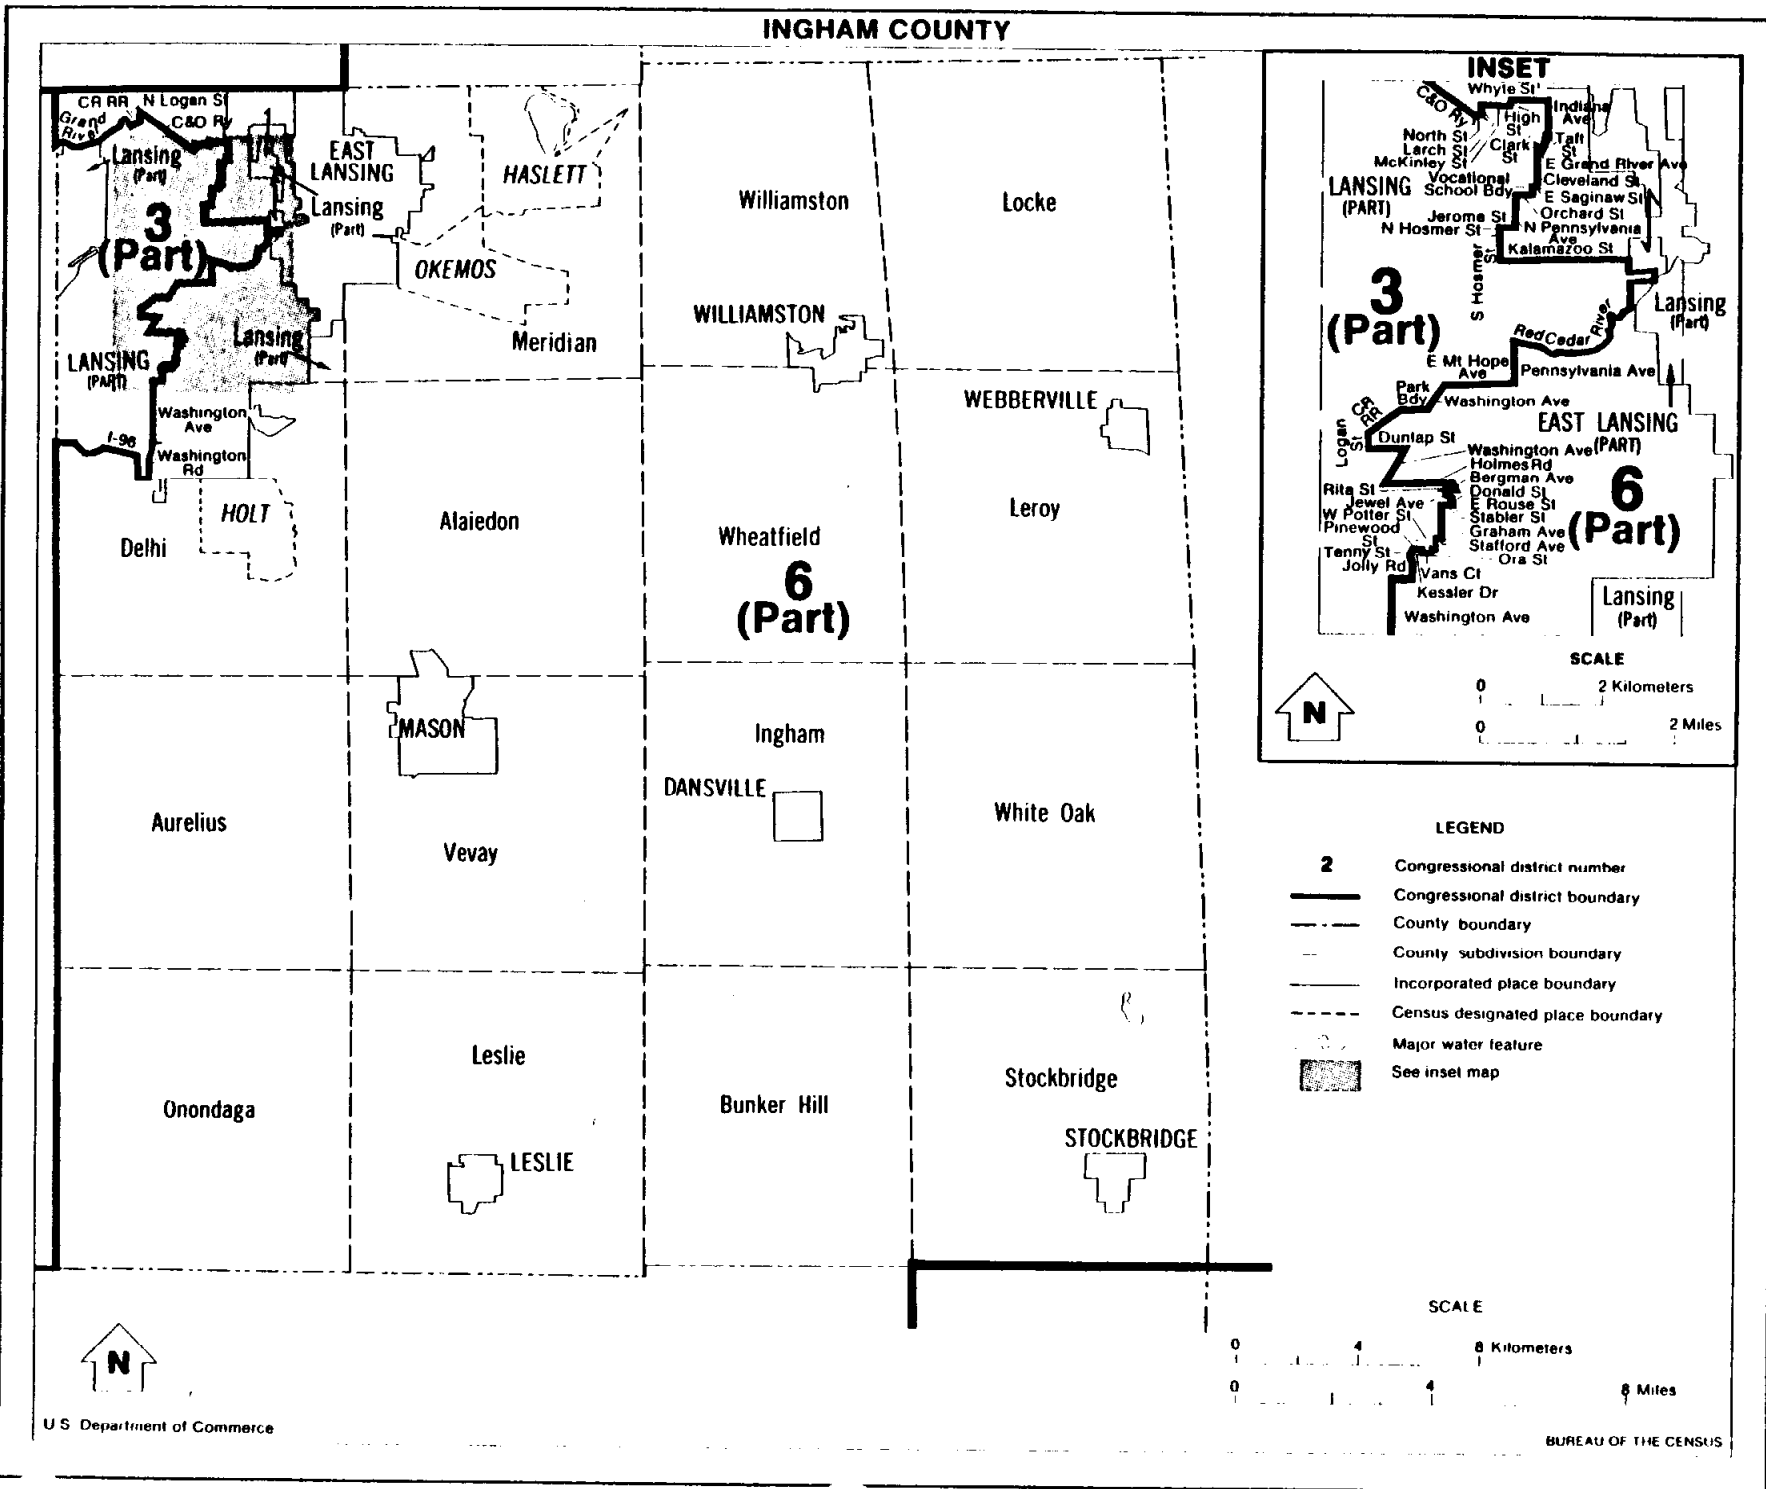 INGHAM COUNTY
CR RR
N Logan St
Grand
River
C&O Ry
Lansing
(Part)
EAST
LANSING
HASLETT
Lansing
(Part)
3
(Part)
OKEMOS
Williamston
Locke
WILLIAMSTON
Lansing
(Part)
Meridian
LANSING
(PART)
WEBBERVILLE
Washington
Ave
I-96
Washington
Rd
HOLT
Delhi
Alaiedon
Wheatfield
Leroy
6
(Part)
MASON
Ingham
DANSVILLE
Aurelius
Vevay
White Oak
Leslie
Onondaga
Bunker Hill
Stockbridge
STOCKBRIDGE
LESLIE
N
U S Department of Commerce
INSET
Whyte St
C&O Ry
Indiana
Ave
High
St
North St
Larch St
Clark
St
Taft
St
McKinley St
E Grand River Ave
Vocational
School Bdy
Cleveland St
LANSING
(PART)
E Saginaw St
Orchard St
Jerome St
N Pennsylvania
Ave
N Hosmer St
Kalamazoo St
S Hosmer St
3
(Part)
Lansing
(Part)
Red Cedar River
E Mt Hope
Ave
Pennsylvania Ave
Park
Bdy
Washington Ave
CR
RR
EAST LANSING
(PART)
Logan
St
Dunlap St
Washington Ave
Holmes Rd
Bergman Ave
Rita St
Donald St
Jewel Ave
E Rouse St
W Potter St
Stabler St
Pinewood
St
Graham Ave
Stafford Ave
Tenny St
Ora St
Jolly Rd
Vans Ct
Kessler Dr
Washington Ave
6
(Part)
Lansing
(Part)
SCALE
0 2 Kilometers
0 2 Miles
N
LEGEND
2 Congressional district number
Congressional district boundary
County boundary
County subdivision boundary
Incorporated place boundary
Census designated place boundary
Major water feature
See inset map
SCALE
0 4 8 Kilometers
0 4 8 Miles
BUREAU OF THE CENSUS